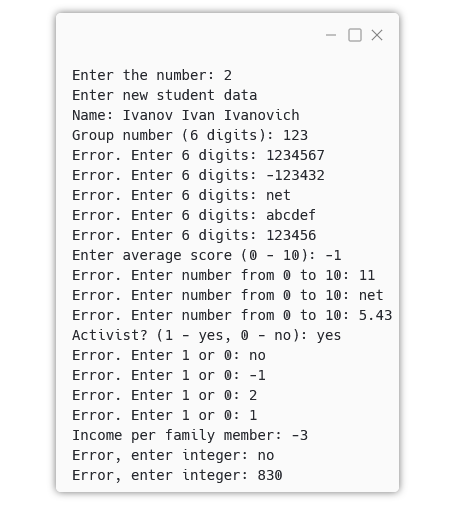 Enter the number: 2
Enter new student data
Name: Ivanov Ivan Ivanovich
Group number (6 digits): 123
Error. Enter 6 digits: 1234567
Error. Enter 6 digits: -123432
Error. Enter 6 digits: net
Error. Enter 6 digits: abcdef
Error. Enter 6 digits: 123456
Enter average score (0 - 10): -1
Error. Enter number from 0 to 10: 11
Error. Enter number from 0 to 10: net
Error. Enter number from 0 to 10: 5.43
Activist? (1 - yes, 0 - no): yes
Error. Enter 1 or 0: no
Error. Enter 1 or 0: -1
Error. Enter 1 or 0: 2
Error. Enter 1 or 0: 1
Income per family member: -3
Error, enter integer: no
Error, enter integer: 830